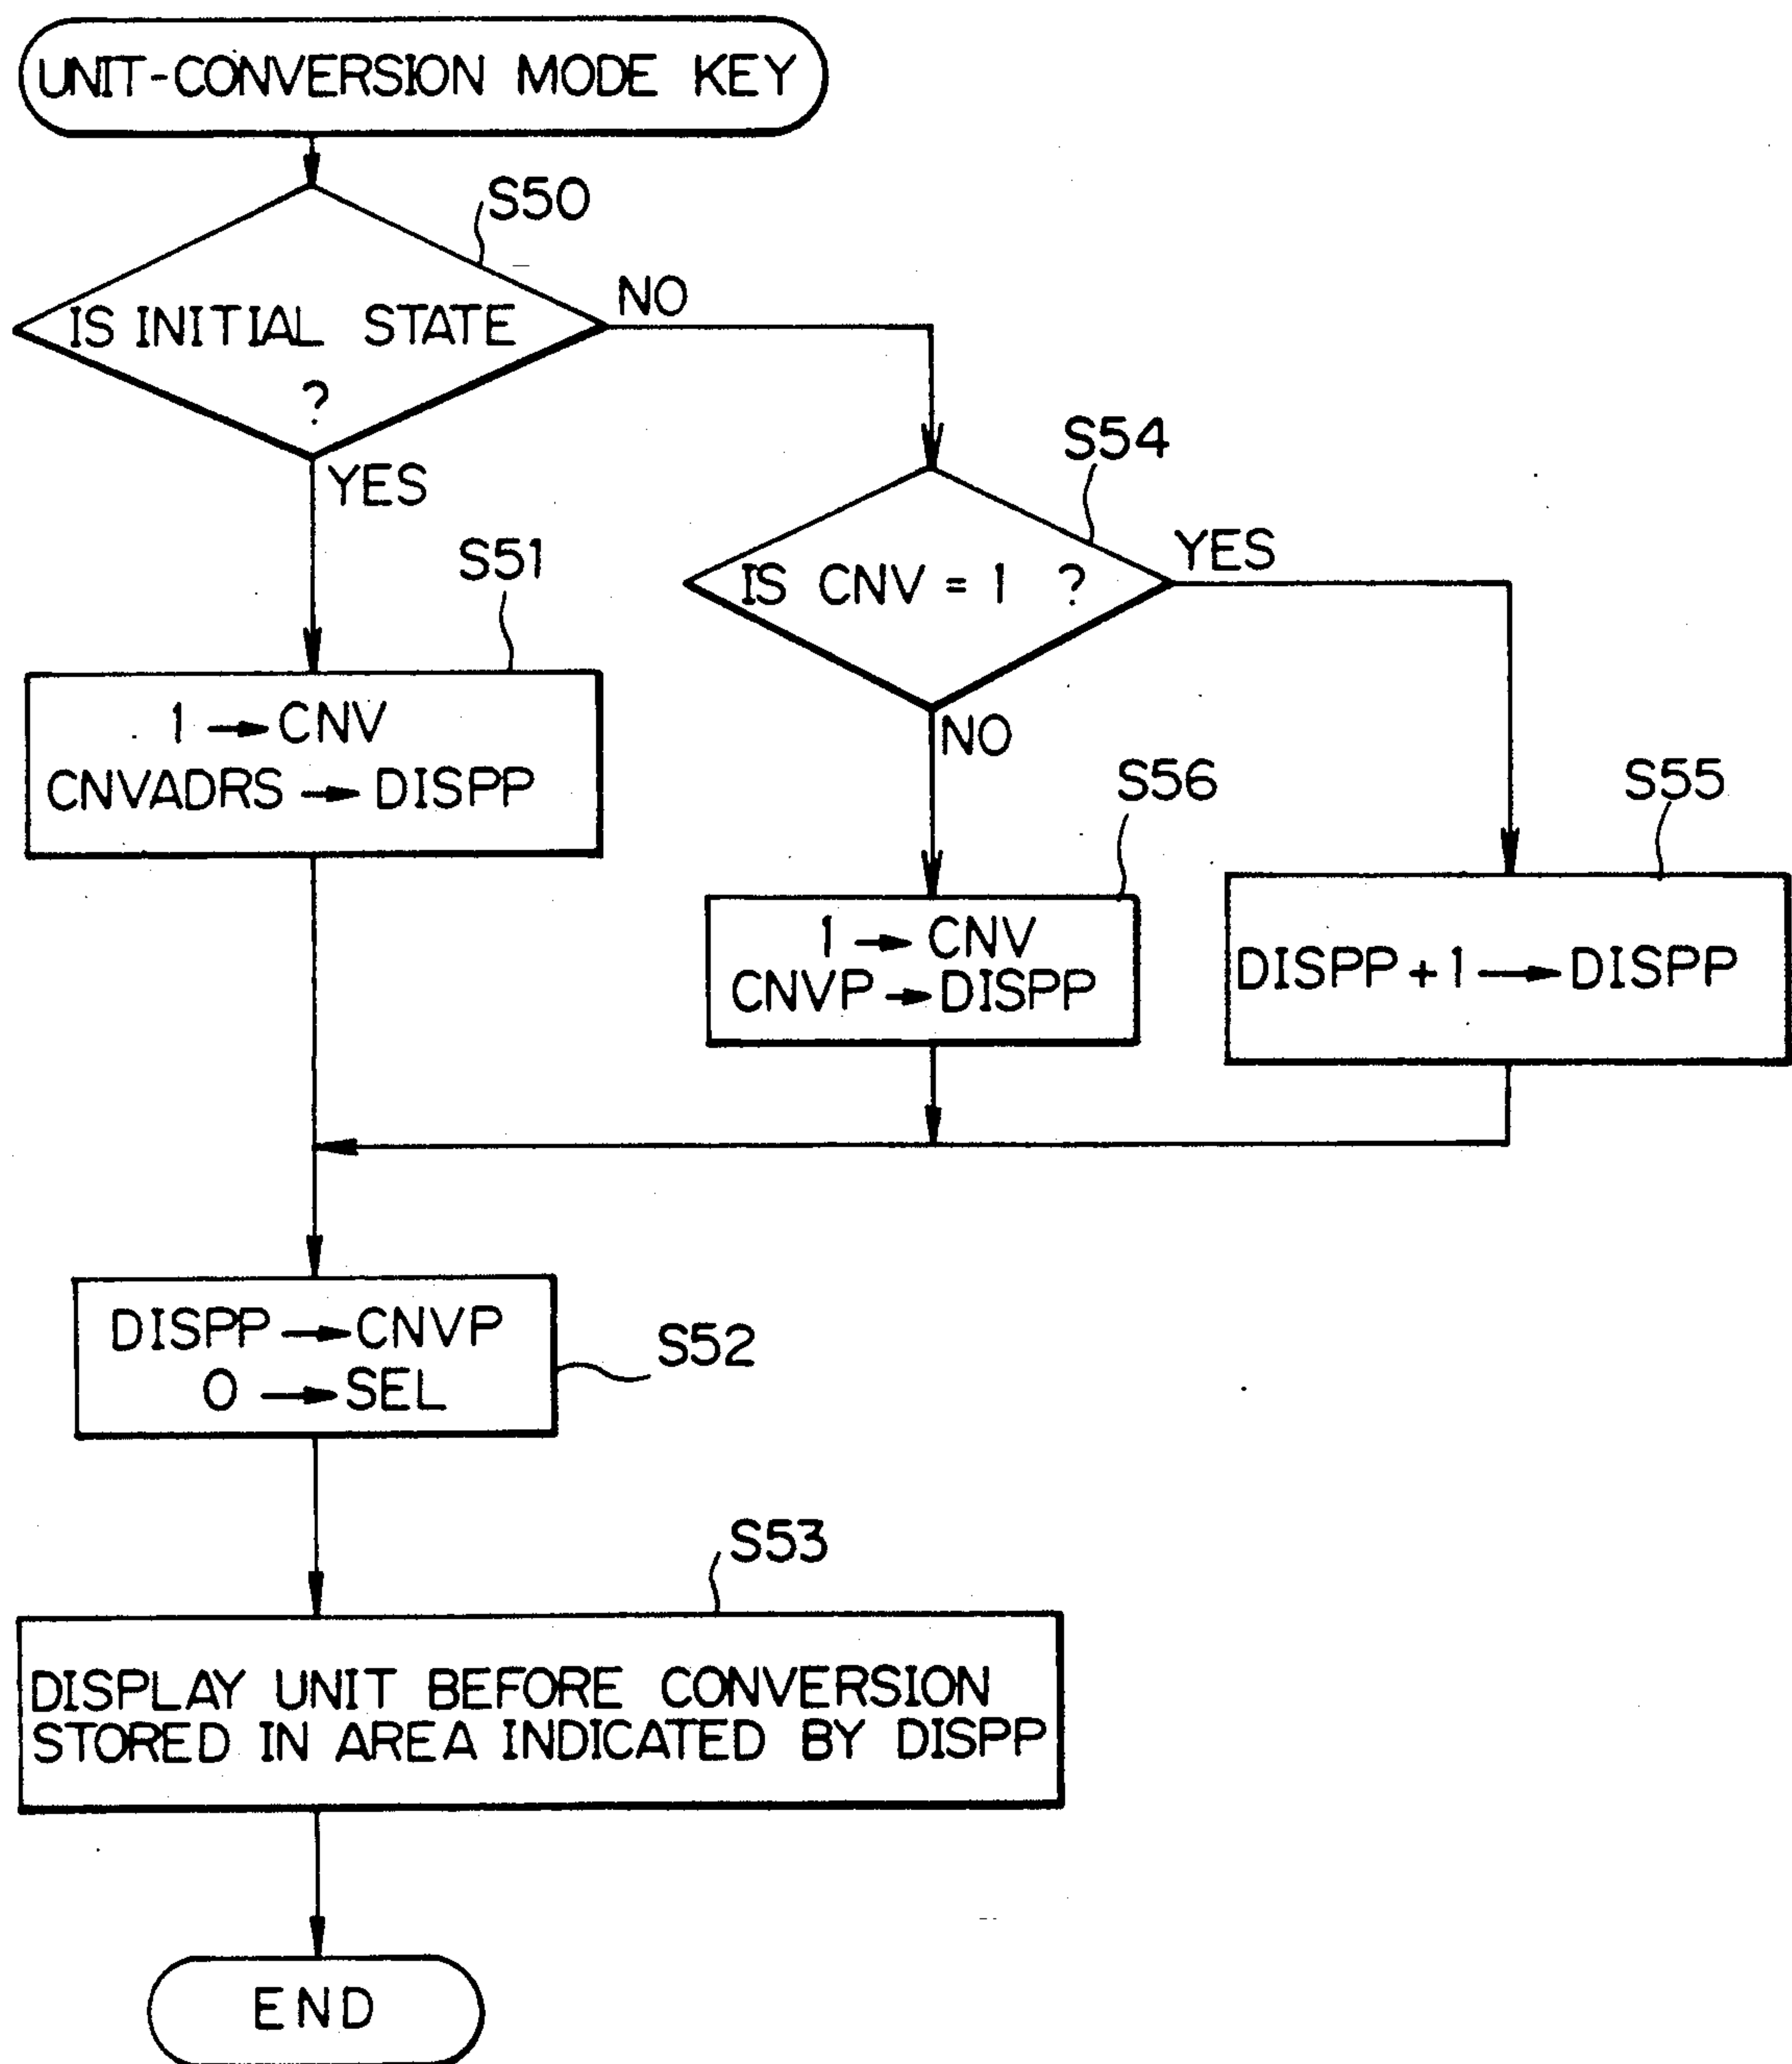 UNIT-CONVERSION MODE KEY
S50
IS INITIAL STATE
?
NO
YES
S54
IS CNV = 1 ?
YES
NO
S51
1 → CNV
CNVADRS → DISPP
S56
1 → CNV
CNVP → DISPP
S55
DISPP + 1 → DISPP
DISPP → CNVP
0 → SEL
S52
S53
DISPLAY UNIT BEFORE CONVERSION
STORED IN AREA INDICATED BY DISPP
END